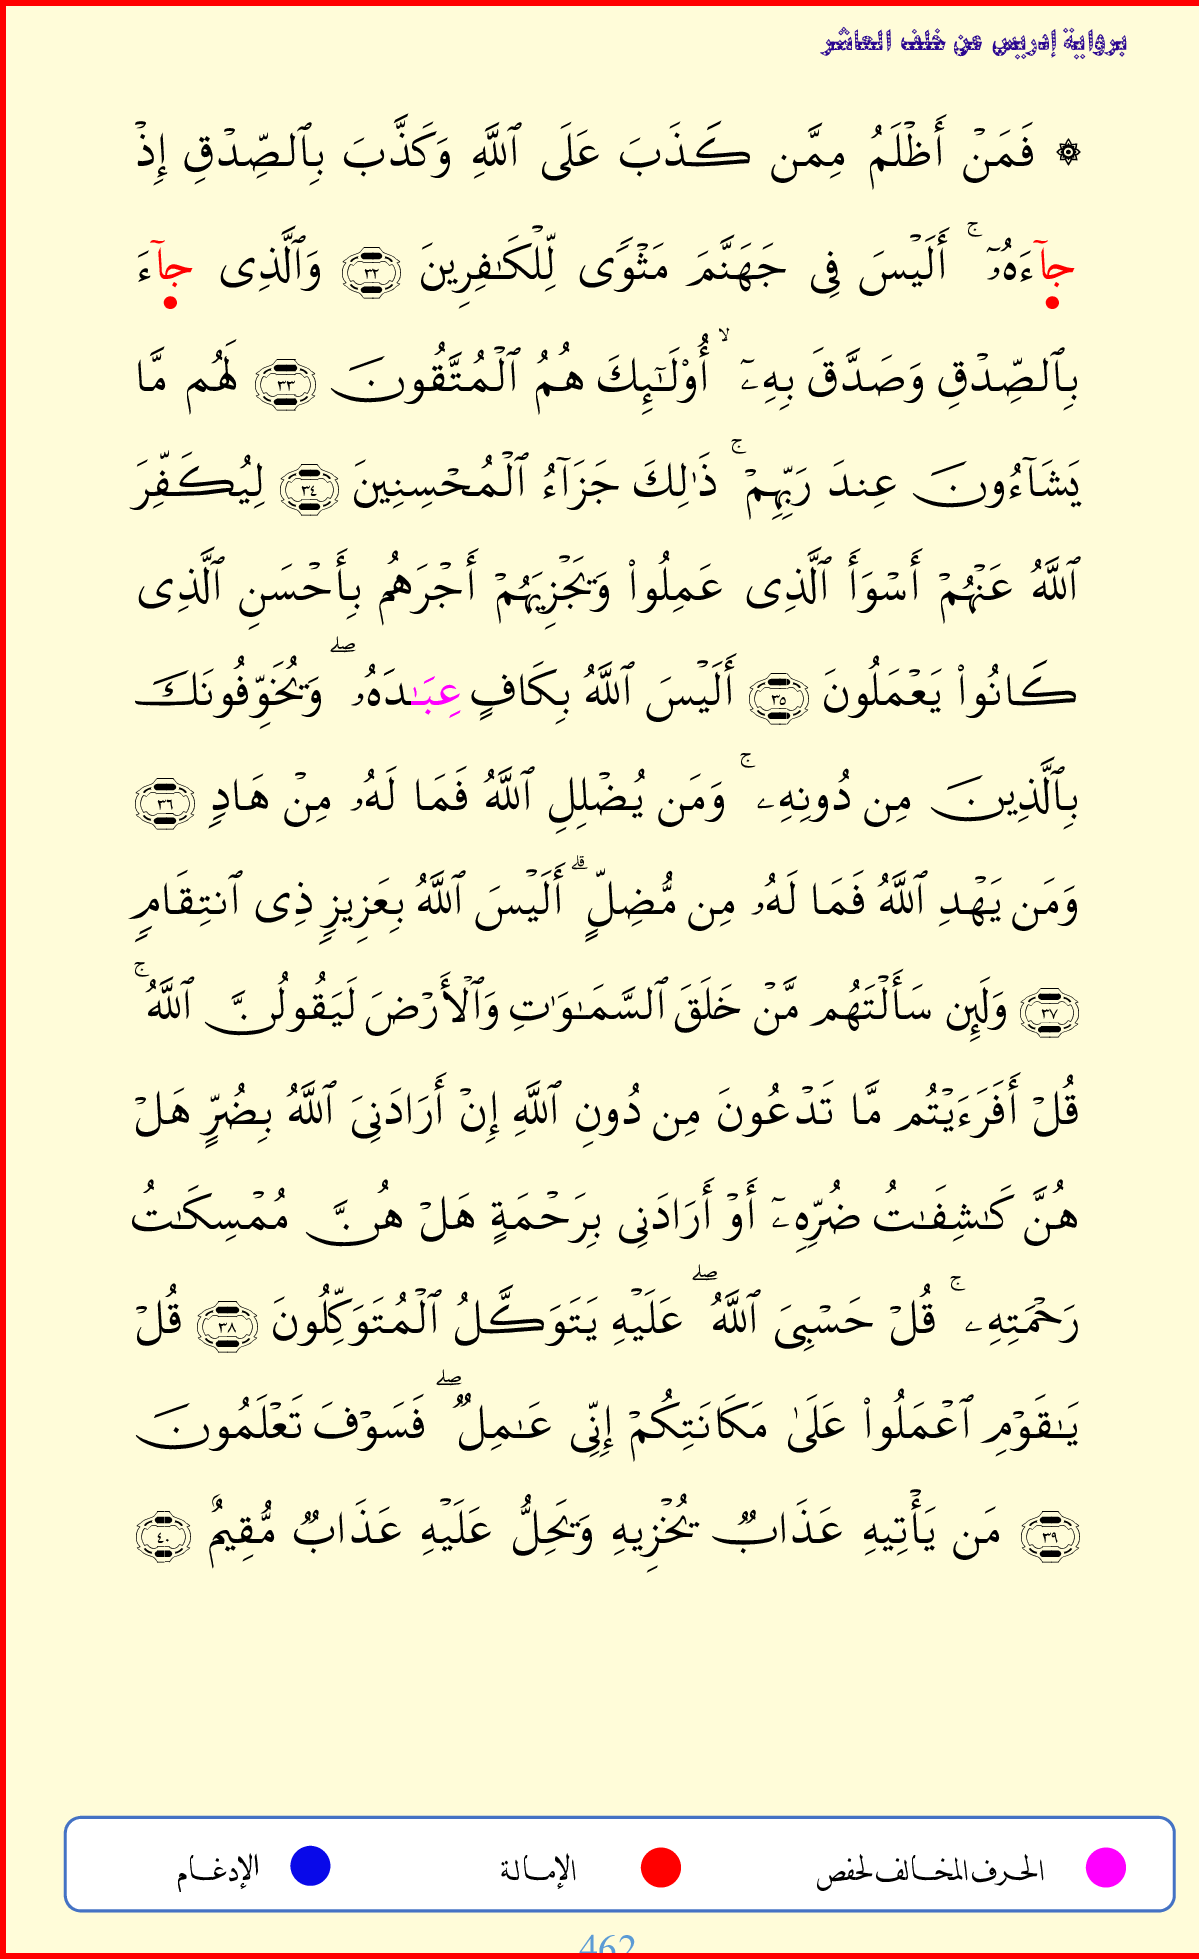 برواية إدريس عن خلف العاشر
۞ فَمَنۡ أَظۡلَمُ مِمَّن كَذَبَ عَلَى ٱللَّهِ وَكَذَّبَ بِٱلصِّدۡقِ إِذۡ
جآءَهُۥٓۚ أَلَيۡسَ فِي جَهَنَّمَ مَثۡوٗى لِّلۡكَٰفِرِينَ ٣٢ وَٱلَّذِي جآءَ
بِٱلصِّدۡقِ وَصَدَّقَ بِهِۦٓ ۙ أُوْلَٰٓئِكَ هُمُ ٱلۡمُتَّقُونَ ٣٣ لَهُم مَّا
يَشَآءُونَ عِندَ رَبِّهِمۡۚ ذَٰلِكَ جَزَآءُ ٱلۡمُحۡسِنِينَ ٣٤ لِيُكَفِّرَ
ٱللَّهُ عَنۡهُمۡ أَسۡوَأَ ٱلَّذِي عَمِلُواْ وَيَجۡزِيَهُمۡ أَجۡرَهُم بِأَحۡسَنِ ٱلَّذِي
كَانُواْ يَعۡمَلُونَ ٣٥ أَلَيۡسَ ٱللَّهُ بِكَافٍ عِبَٰدَهُۥۖ وَيُخَوِّفُونَكَ
بِٱلَّذِينَ مِن دُونِهِۦۚ وَمَن يُضۡلِلِ ٱللَّهُ فَمَا لَهُۥ مِنۡ هَادٖ ٣٦
وَمَن يَهۡدِ ٱللَّهُ فَمَا لَهُۥ مِن مُّضِلٍّۗ أَلَيۡسَ ٱللَّهُ بِعَزِيزٖ ذِي ٱنتِقَامٖ
٣٧ وَلَئِن سَأَلۡتَهُم مَّنۡ خَلَقَ ٱلسَّمَٰوَٰتِ وَٱلۡأَرۡضَ لَيَقُولُنَّ ٱللَّهُۚ
قُلۡ أَفَرَءَيۡتُم مَّا تَدۡعُونَ مِن دُونِ ٱللَّهِ إِنۡ أَرَادَنِيَ ٱللَّهُ بِضُرٍّ هَلۡ
هُنَّ كَٰشِفَٰتُ ضُرِّهِۦٓ أَوۡ أَرَادَنِي بِرَحۡمَةٍ هَلۡ هُنَّ مُمۡسِكَٰتُ
رَحۡمَتِهِۦۚ قُلۡ حَسۡبِيَ ٱللَّهُۖ عَلَيۡهِ يَتَوَكَّلُ ٱلۡمُتَوَكِّلُونَ ٣٨ قُلۡ
يَٰقَوۡمِ ٱعۡمَلُواْ عَلَىٰ مَكَانَتِكُمۡ إِنِّي عَٰمِلٞۖ فَسَوۡفَ تَعۡلَمُونَ
٣٩ مَن يَأۡتِيهِ عَذَابٞ يُخۡزِيهِ وَيَحِلُّ عَلَيۡهِ عَذَابٞ مُّقِيمٌ ٤٠
الحرف المخالف لحفص
الإمالة
الإدغام
462